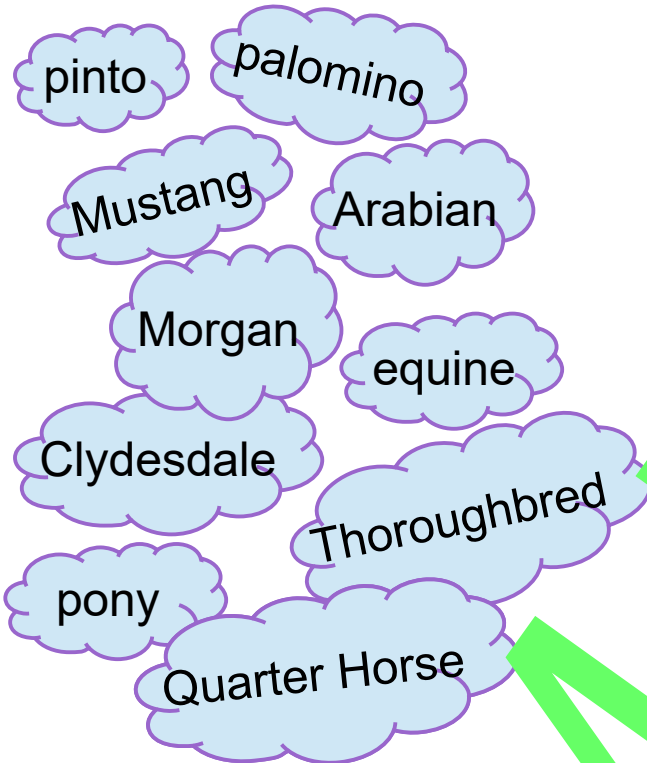 pinto
palomino
Mustang
Arabian
Morgan
equine
Clydesdale
Thoroughbred
pony
Quarter Horse